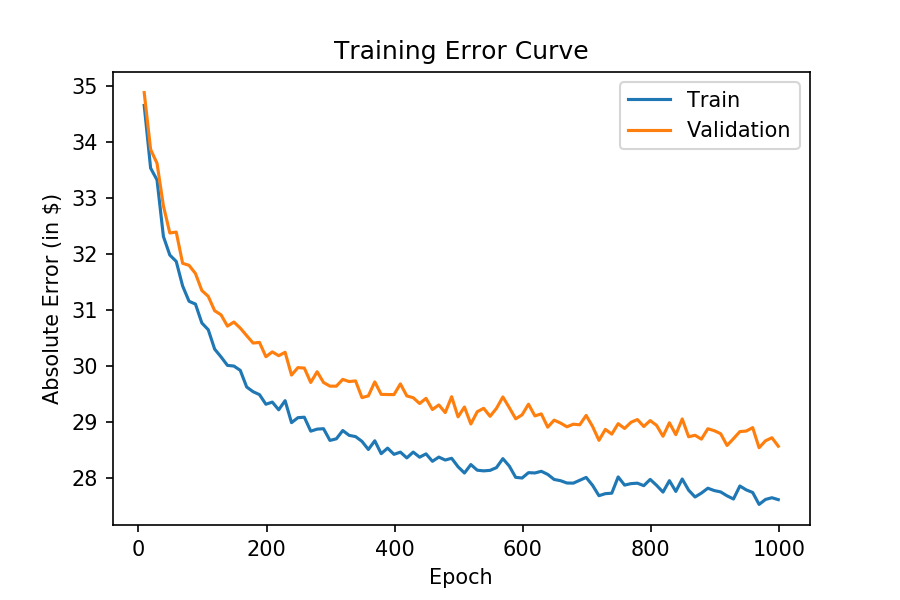 Training Error Curve
Train
Validation
35
34
33
32
31
30
29
28
Absolute Error (in $)
0 200 400 600 800 1000
Epoch